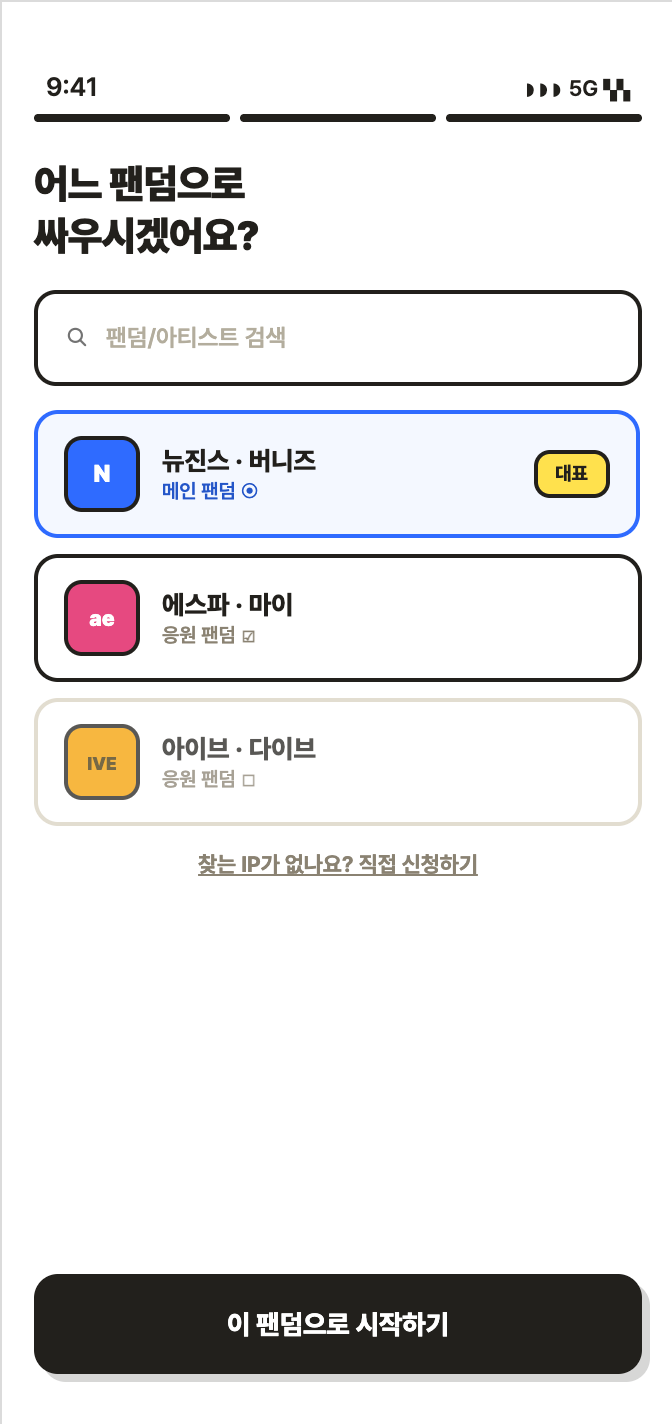 9:41
5G
어느 팬덤으로
싸우시겠어요?
팬덤/아티스트 검색
N
뉴진스 · 버니즈
메인 팬덤 ◉
대표
ae
에스파 · 마이
응원 팬덤 ☑
IVE
아이브 · 다이브
응원 팬덤 ☐
찾는 IP가 없나요? 직접 신청하기
이 팬덤으로 시작하기